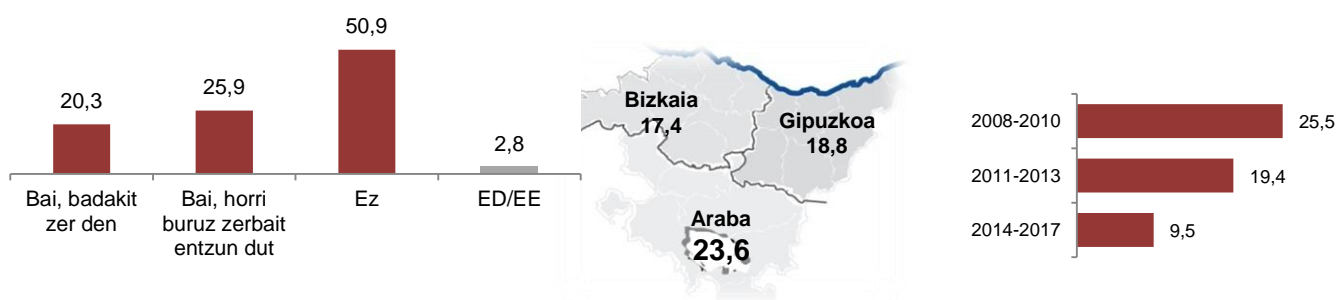 50,9
20,3
25,9
2,8
Bai, badakit
zer den
Bai, horri
buruz zerbait
entzun dut
Ez
ED/EE
Bizkaia
17,4
Gipuzkoa
18,8
Araba
23,6
2008-2010
25,5
2011-2013
19,4
2014-2017
9,5